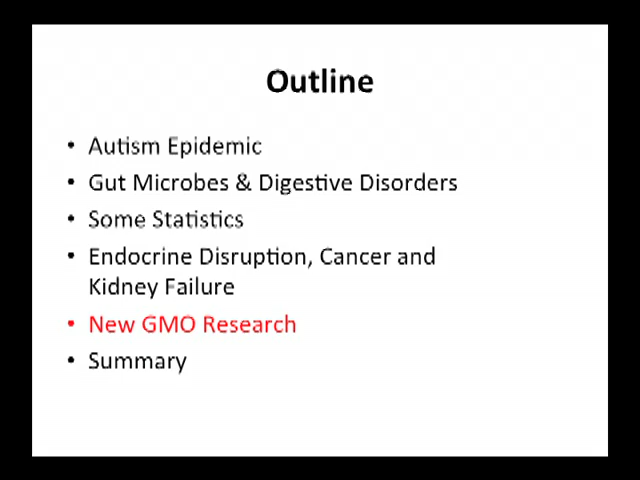 Outline
• Autism Epidemic
• Gut Microbes & Digestive Disorders
• Some Statistics
• Endocrine Disruption, Cancer and
Kidney Failure
• New GMO Research
• Summary